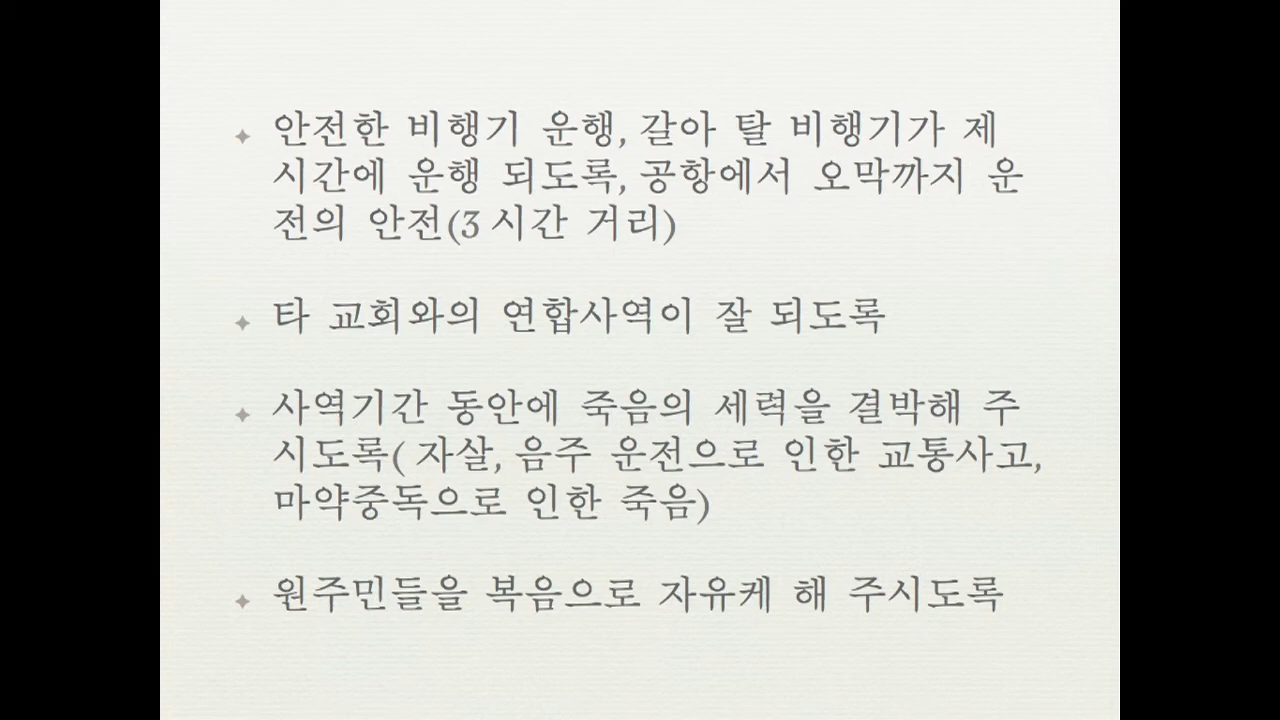 안전한 비행기 운행, 갈아 탈 비행기가 제
시간에 운행 되도록, 공항에서 오막까지 운
전의 안전(3 시간 거리)
타 교회와의 연합사역이 잘 되도록
사역기간 동안에 죽음의 세력을 결박해 주
시도록( 자살, 음주 운전으로 인한 교통사고,
마약중독으로 인한 죽음)
원주민들을 복음으로 자유케 해 주시도록